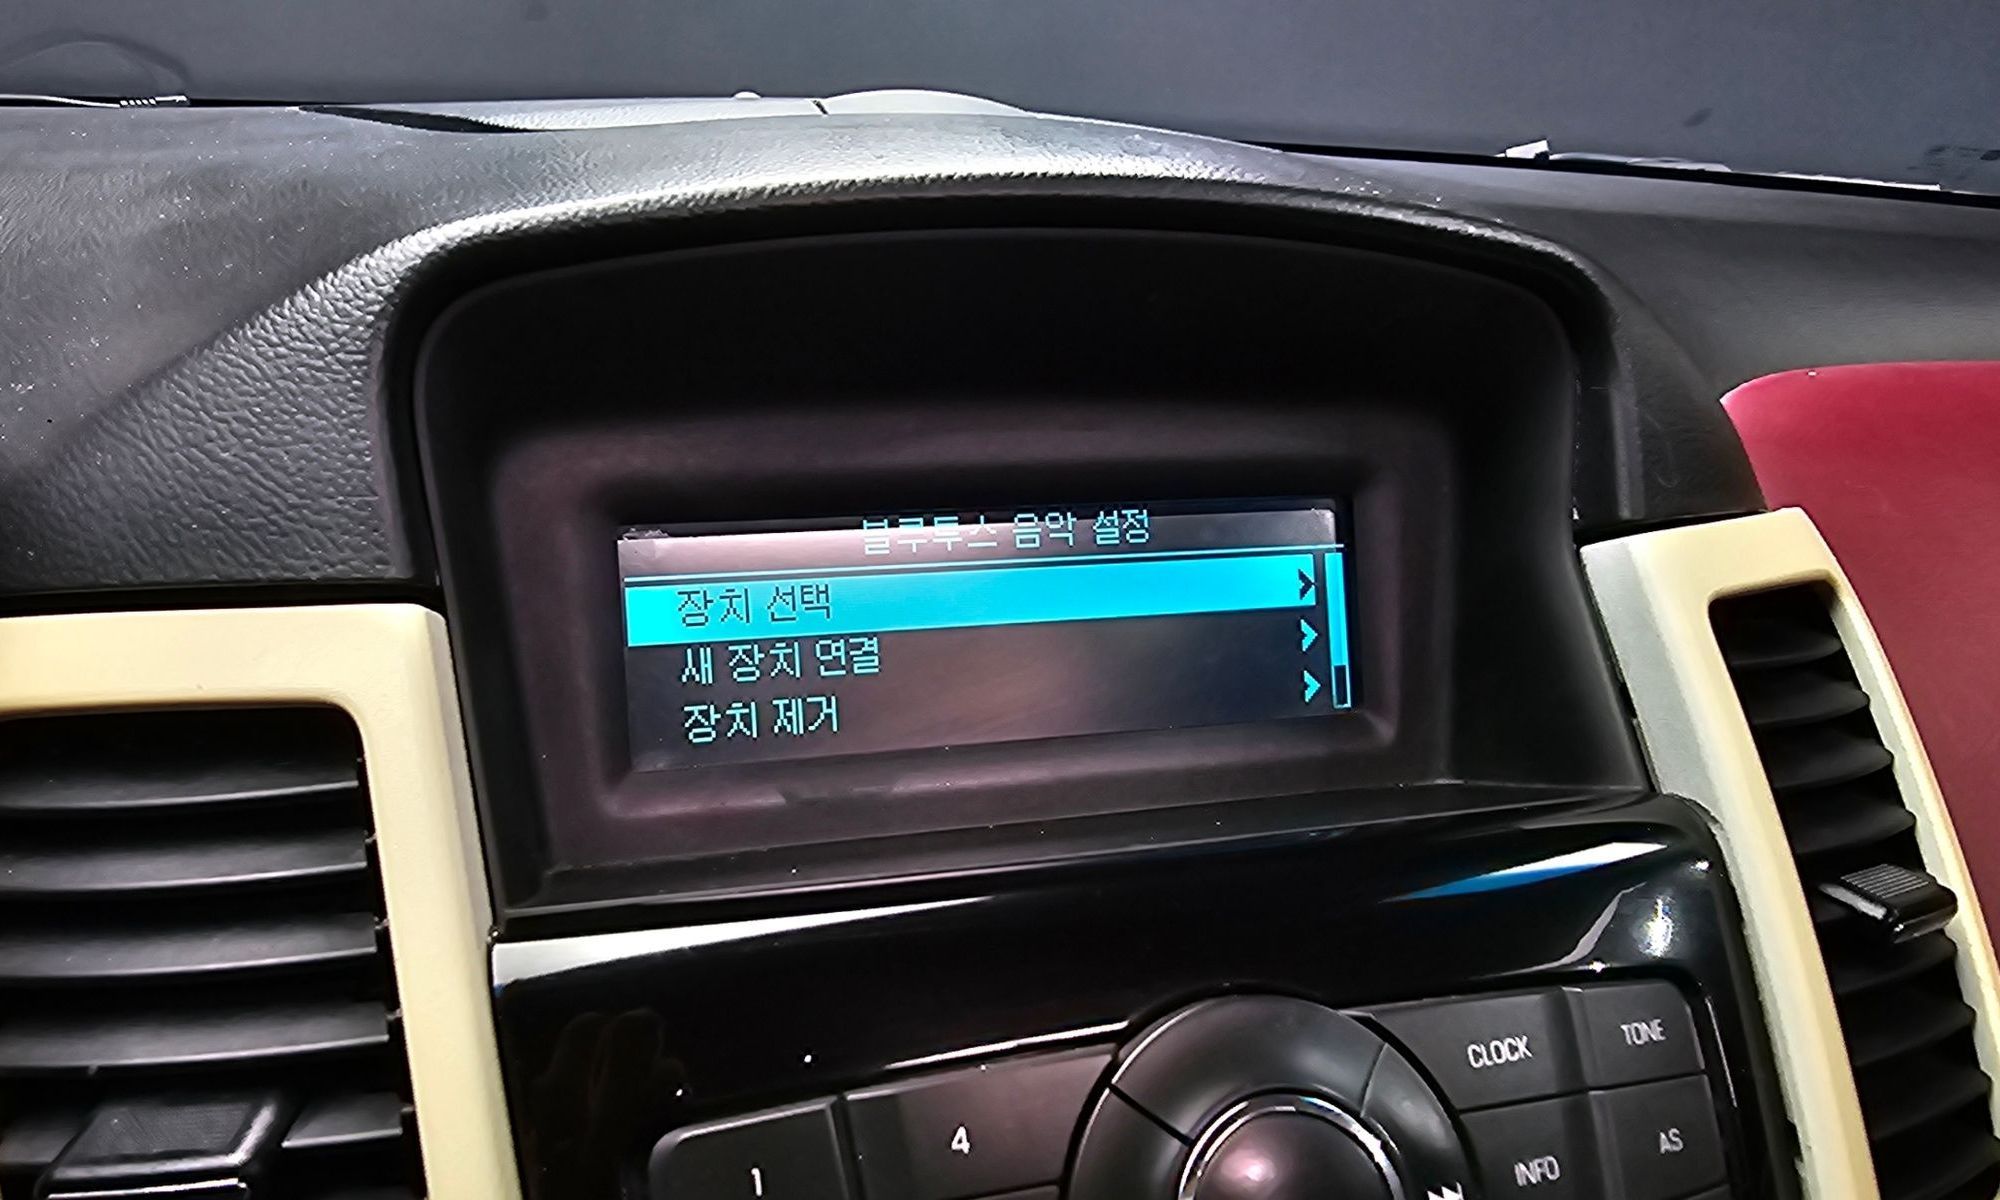 블루투스 음악 설정
장치 선택
새 장치 연결
장치 제거
CLOCK
TONE
4
1
INFO
AS